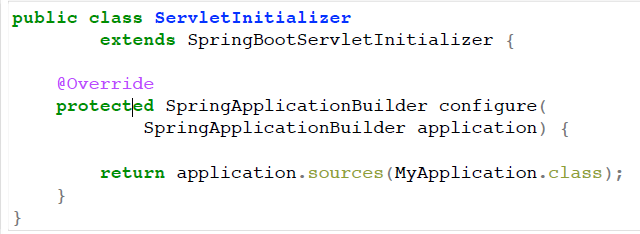 public class ServletInitializer
        extends SpringBootServletInitializer {

    @Override
    protected SpringApplicationBuilder configure(
            SpringApplicationBuilder application) {

        return application.sources(MyApplication.class);
    }
}